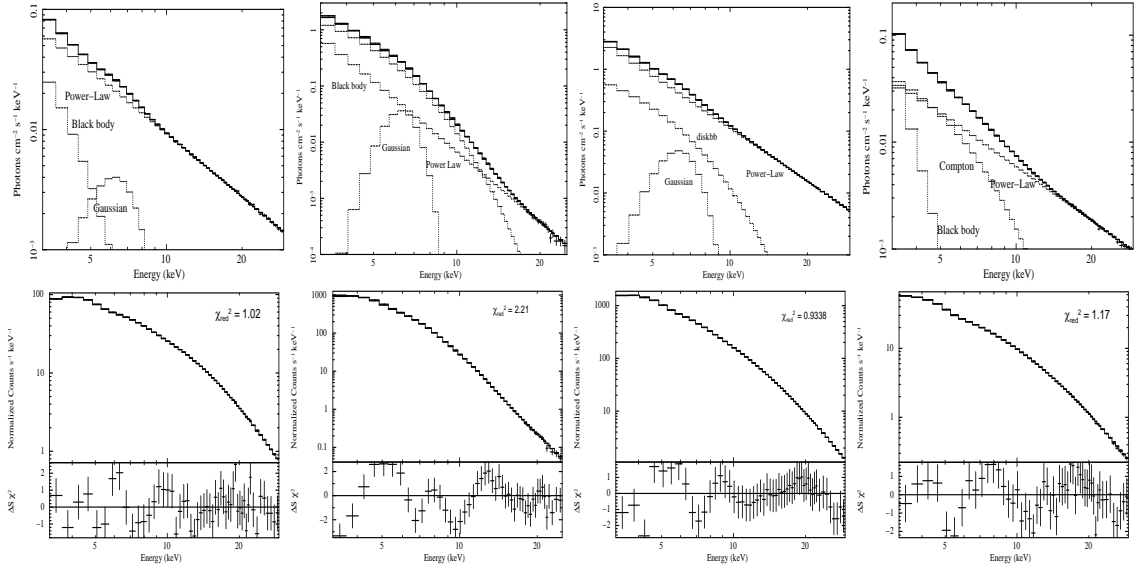 0.1
0.01
10−3
Photons cm−2 s−1 keV−1
Power−Law
Black body
Gaussian
5
10
20
Energy (keV)
1
0.1
0.01
10−3
10−4
Photons cm−2 s−1 keV−1
Black body
Gaussian
Power Law
5
10
20
Energy (keV)
10
1
0.1
0.01
10−3
Photons cm−2 s−1 keV−1
diskbb
Gaussian
Power−Law
5
10
20
Energy (keV)
0.1
0.01
10−3
Photons cm−2 s−1 keV−1
Compton
Power−Law
Black body
5
10
20
Energy (keV)
100
10
1
Normalized Counts s−1 keV−1
χred2 = 1.02
2
1
0
−1
ΔS χ2
5
10
20
Energy (keV)
1000
100
10
1
0.1
Normalized Counts s−1 keV−1
χred2 = 2.21
2
0
−2
ΔS χ2
5
10
20
Energy (keV)
1000
100
10
Normalized Counts s−1 keV−1
χred2 = 0.9338
2
1
0
−1
−2
ΔS χ2
5
10
20
Energy (keV)
10
1
Normalized Counts s−1 keV−1
χred2 = 1.17
2
1
0
−1
ΔS χ2
5
10
20
Energy (keV)